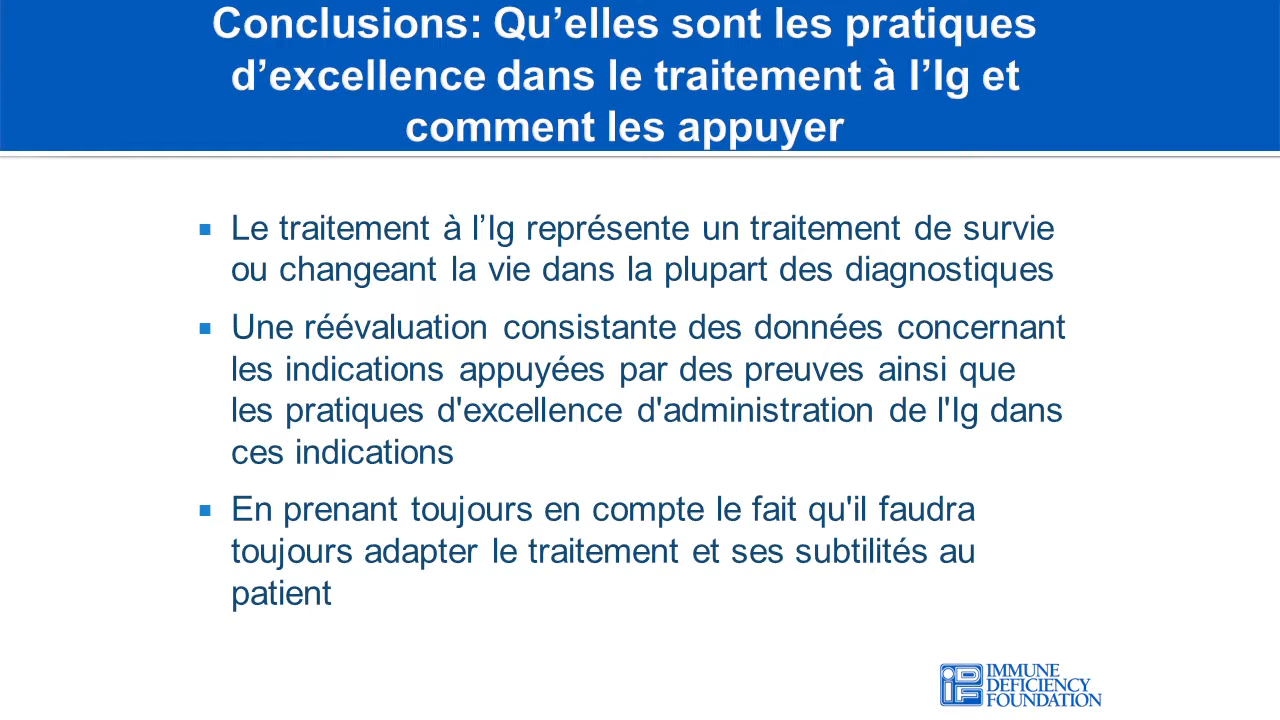 Conclusions: Qu’elles sont les pratiques
d’excellence dans le traitement à l’Ig et
comment les appuyer
Le traitement à l’Ig représente un traitement de survie
ou changeant la vie dans la plupart des diagnostiques
Une réévaluation consistante des données concernant
les indications appuyées par des preuves ainsi que
les pratiques d'excellence d'administration de l'Ig dans
ces indications
En prenant toujours en compte le fait qu'il faudra
toujours adapter le traitement et ses subtilités au
patient
IDF
IMMUNE
DEFICIENCY
FOUNDATION